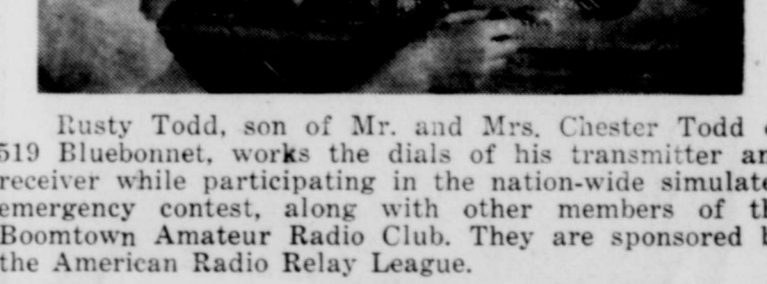 Rusty Todd, son of Mr. and Mrs. Chester Todd
519 Bluebonnet, works the dials of his transmitter
receiver while participating in the nation-wide
emergency contest, along with other members of
Boomtown Amateur Radio Club. They are sponsored
the American Radio Relay League.